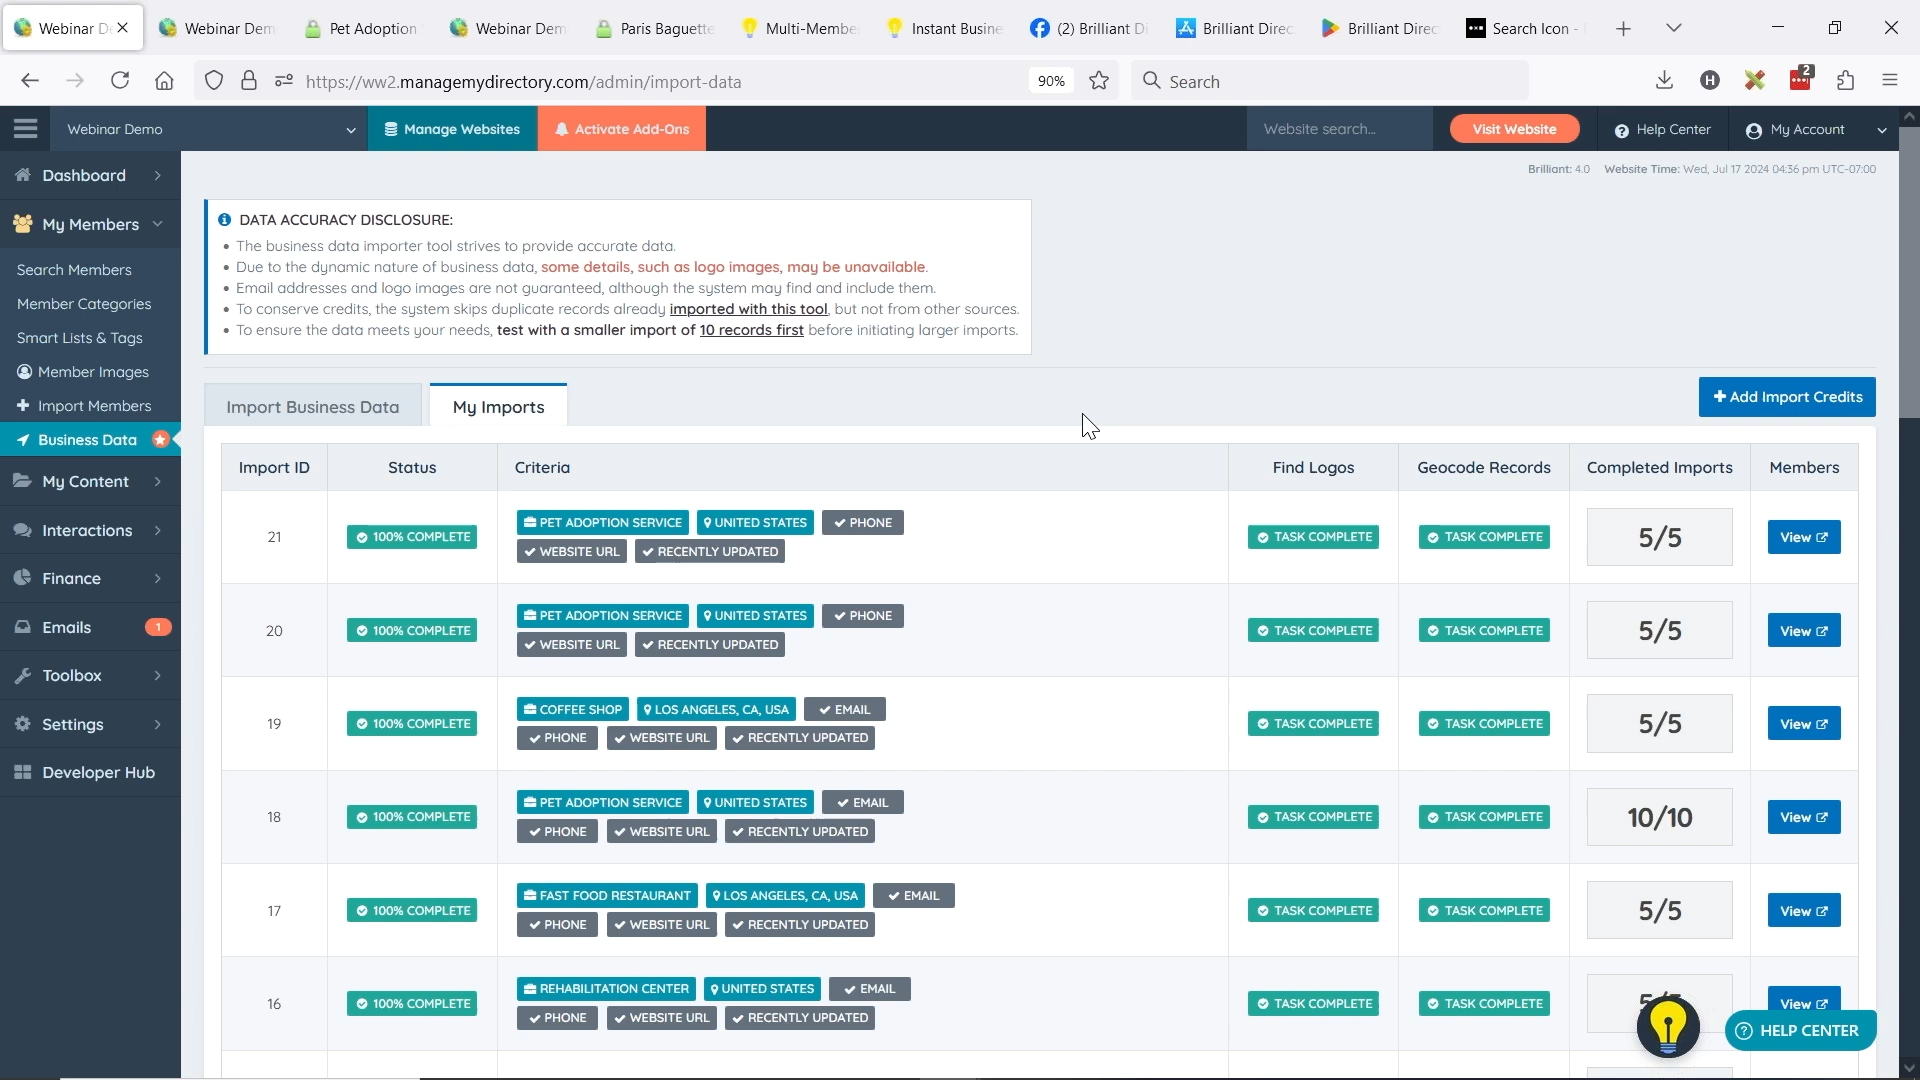 Webinar D
Webinar Dem
Pet Adoption
Webinar Dem
Paris Baguette
Multi-Membe
Instant Busine
(2) Brilliant Di
Brilliant Direc
Brilliant Direc
Search Icon -
https://ww2.managemydirectory.com/admin/import-data
90%
Search
2
Webinar Demo
Manage Websites
Activate Add-Ons
Website search...
Visit Website
Help Center
My Account
Brilliant: 4.0 Website Time: Wed, Jul 17 2024 04:36 pm UTC-07:00
Dashboard
My Members
Search Members
Member Categories
Smart Lists & Tags
Member Images
Import Members
Business Data
My Content
Interactions
Finance
Emails 1
Toolbox
Settings
Developer Hub
DATA ACCURACY DISCLOSURE:
• The business data importer tool strives to provide accurate data.
• Due to the dynamic nature of business data, some details, such as logo images, may be unavailable.
• Email addresses and logo images are not guaranteed, although the system may find and include them.
• To conserve credits, the system skips duplicate records already imported with this tool, but not from other sources.
• To ensure the data meets your needs, test with a smaller import of 10 records first before initiating larger imports.
Import Business Data
My Imports
+ Add Import Credits
Import ID Status Criteria Find Logos Geocode Records Completed Imports Members
21 100% COMPLETE PET ADOPTION SERVICE UNITED STATES PHONE TASK COMPLETE TASK COMPLETE 5/5 View
WEBSITE URL RECENTLY UPDATED
20 100% COMPLETE PET ADOPTION SERVICE UNITED STATES PHONE TASK COMPLETE TASK COMPLETE 5/5 View
WEBSITE URL RECENTLY UPDATED
19 100% COMPLETE COFFEE SHOP LOS ANGELES, CA, USA EMAIL TASK COMPLETE TASK COMPLETE 5/5 View
PHONE WEBSITE URL RECENTLY UPDATED
18 100% COMPLETE PET ADOPTION SERVICE UNITED STATES EMAIL TASK COMPLETE TASK COMPLETE 10/10 View
PHONE WEBSITE URL RECENTLY UPDATED
17 100% COMPLETE FAST FOOD RESTAURANT LOS ANGELES, CA, USA EMAIL TASK COMPLETE TASK COMPLETE 5/5 View
PHONE WEBSITE URL RECENTLY UPDATED
16 100% COMPLETE REHABILITATION CENTER UNITED STATES EMAIL TASK COMPLETE TASK COMPLETE View
PHONE WEBSITE URL RECENTLY UPDATED
HELP CENTER